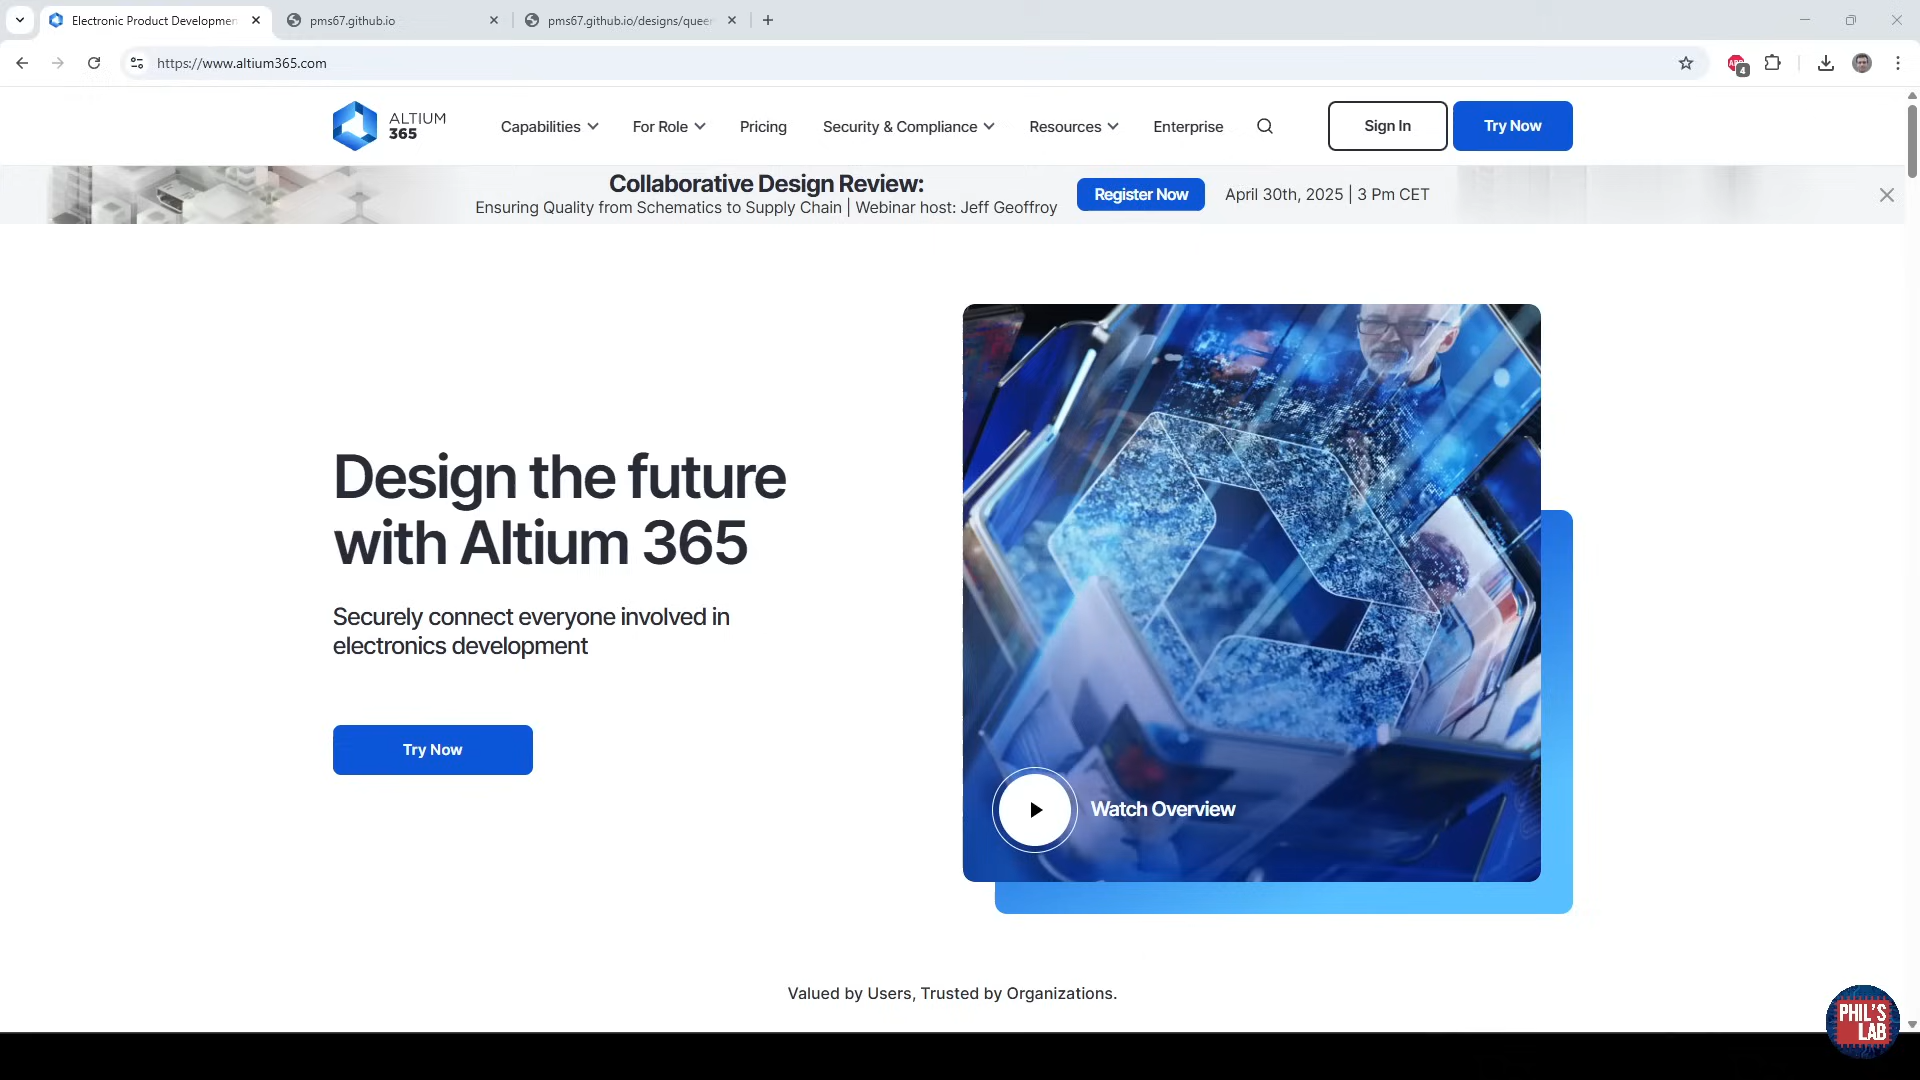 Electronic Product Developmen
pms67.github.io
pms67.github.io/designs/queen
https://www.altium365.com
ABP
4
ALTIUM
365
Capabilities
For Role
Pricing
Security & Compliance
Resources
Enterprise
Sign In
Try Now
Collaborative Design Review:
Ensuring Quality from Schematics to Supply Chain | Webinar host: Jeff Geoffroy
Register Now
April 30th, 2025 | 3 Pm CET
Design the future
with Altium 365
Securely connect everyone involved in
electronics development
Try Now
Watch Overview
Valued by Users, Trusted by Organizations.
PHIL'S
LAB